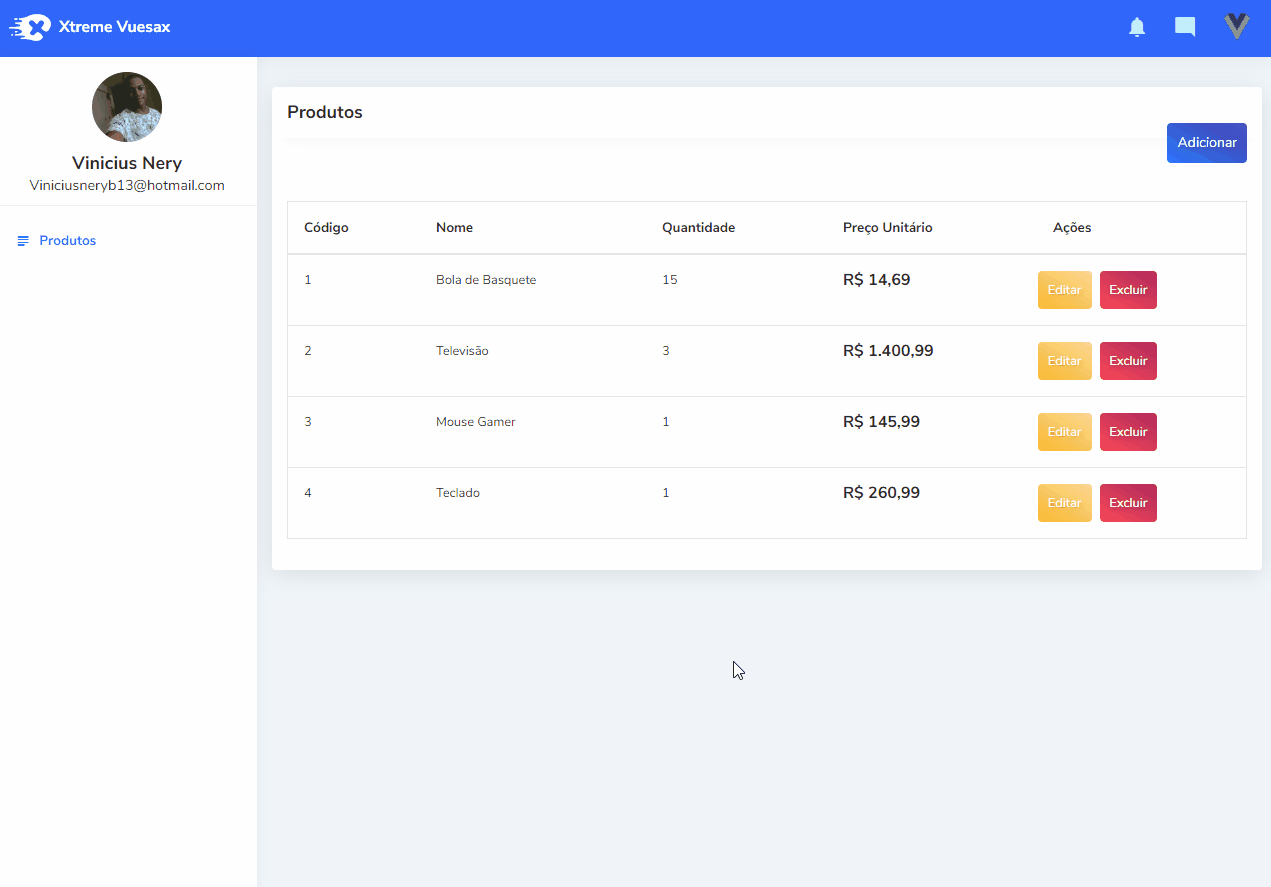 Xtreme Vuesax
Vinicius Nery
Viniciusneryb13@hotmail.com
Produtos
Produtos
Adicionar
Código Nome Quantidade Preço Unitário Ações
1 Bola de Basquete 15 R$ 14,69 Editar Excluir
2 Televisão 3 R$ 1.400,99 Editar Excluir
3 Mouse Gamer 1 R$ 145,99 Editar Excluir
4 Teclado 1 R$ 260,99 Editar Excluir